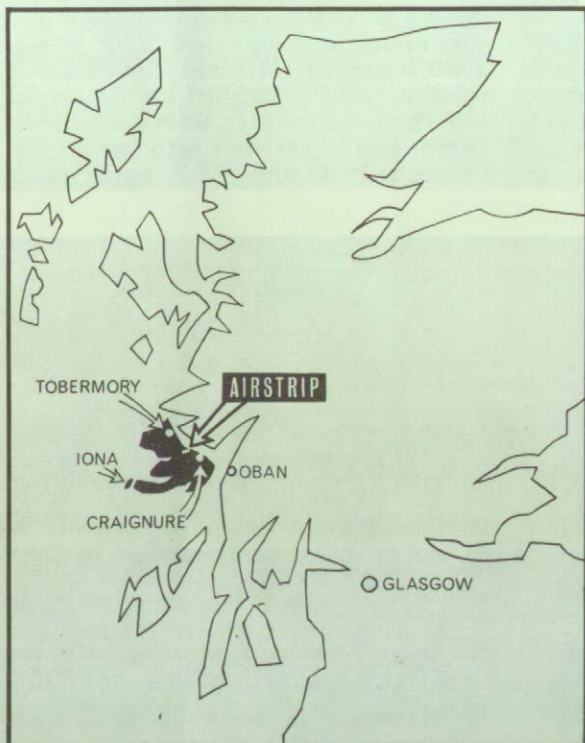 TOBERMORY
AIRSTRIP
IONA
OBAN
CRAIGNURE
GLASGOW